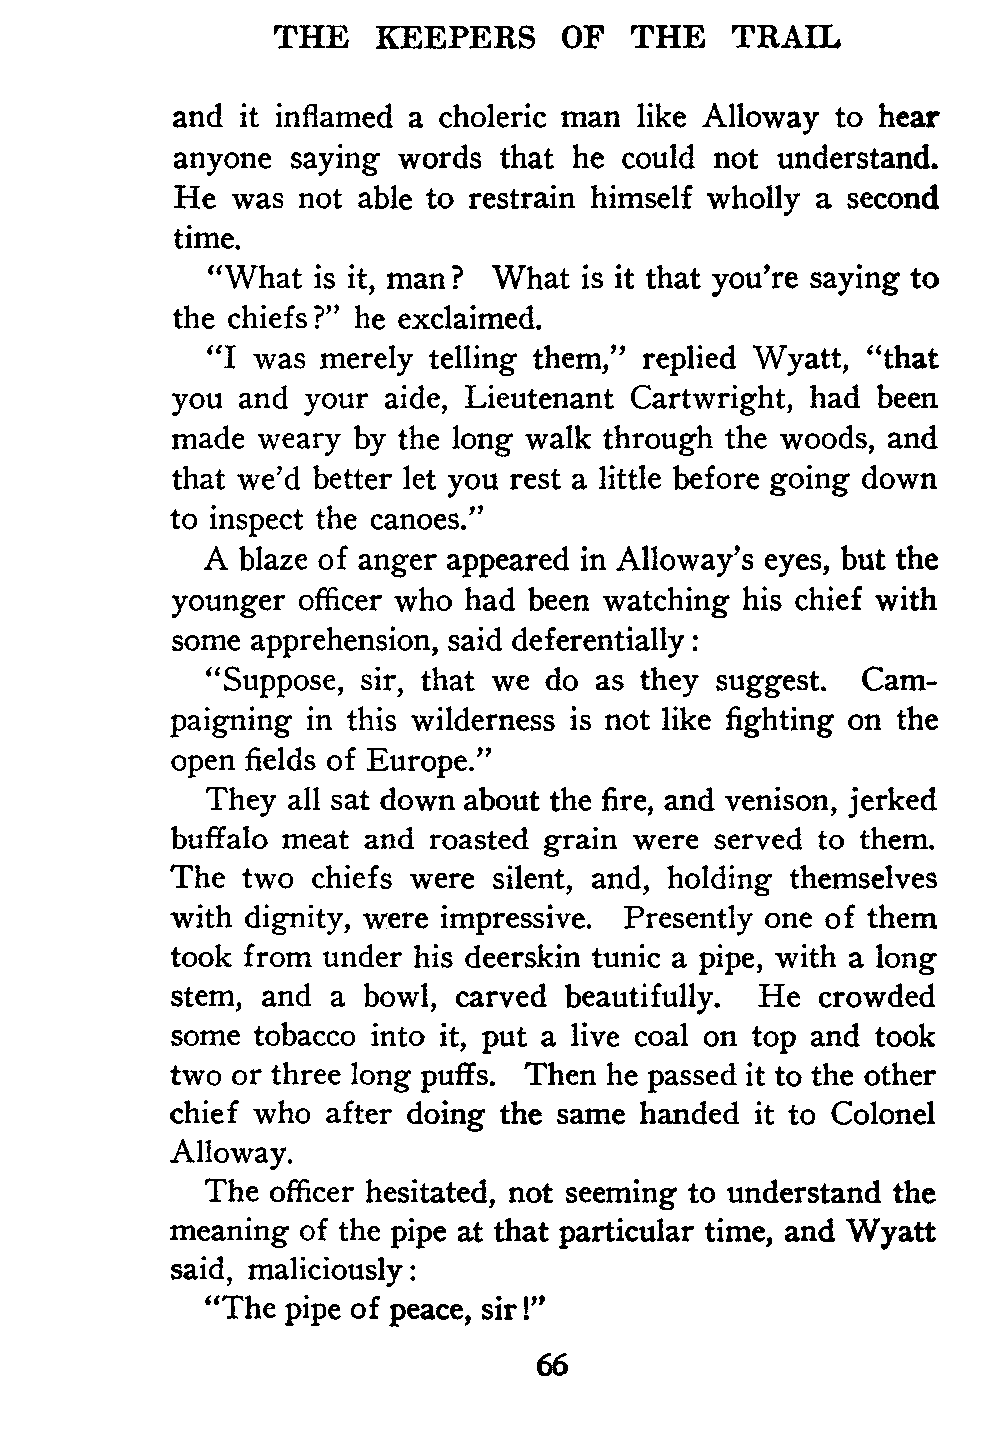 THE KEEPERS OF THE TRAIL
and it inflamed a choleric man like Alloway to hear
anyone saying words that he could not understand.
He was not able to restrain himself wholly a second
time.
"What is it, man? What is it that you're saying to
the chiefs?" he exclaimed.
"I was merely telling them," replied Wyatt, "that
you and your aide, Lieutenant Cartwright, had been
made weary by the long walk through the woods, and
that we'd better let you rest a little before going down
to inspect the canoes."
A blaze of anger appeared in Alloway's eyes, but the
younger officer who had been watching his chief with
some apprehension, said deferentially:
"Suppose, sir, that we do as they suggest. Cam-
paigning in this wilderness is not like fighting on the
open fields of Europe."
They all sat down about the fire, and venison, jerked
buffalo meat and roasted grain were served to them.
The two chiefs were silent, and, holding themselves
with dignity, were impressive. Presently one of them
took from under his deerskin tunic a pipe, with a long
stem, and a bowl, carved beautifully. He crowded
some tobacco into it, put a live coal on top and took
two or three long puffs. Then he passed it to the other
chief who after doing the same handed it to Colonel
Alloway.
The officer hesitated, not seeming to understand the
meaning of the pipe at that particular time, and Wyatt
said, maliciously:
"The pipe of peace, sir!"
66